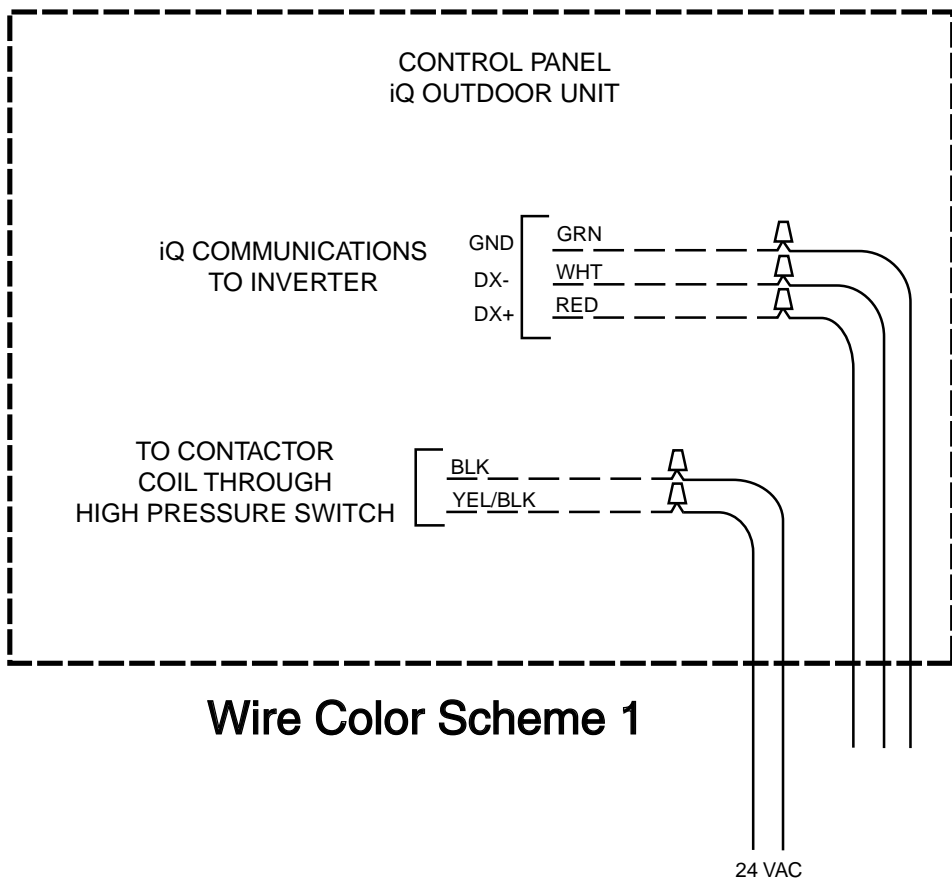 CONTROL PANEL
iQ OUTDOOR UNIT
iQ COMMUNICATIONS
TO INVERTER
GND
GRN
DX-
WHT
DX+
RED
TO CONTACTOR
COIL THROUGH
HIGH PRESSURE SWITCH
BLK
YEL/BLK
Wire Color Scheme 1
24 VAC